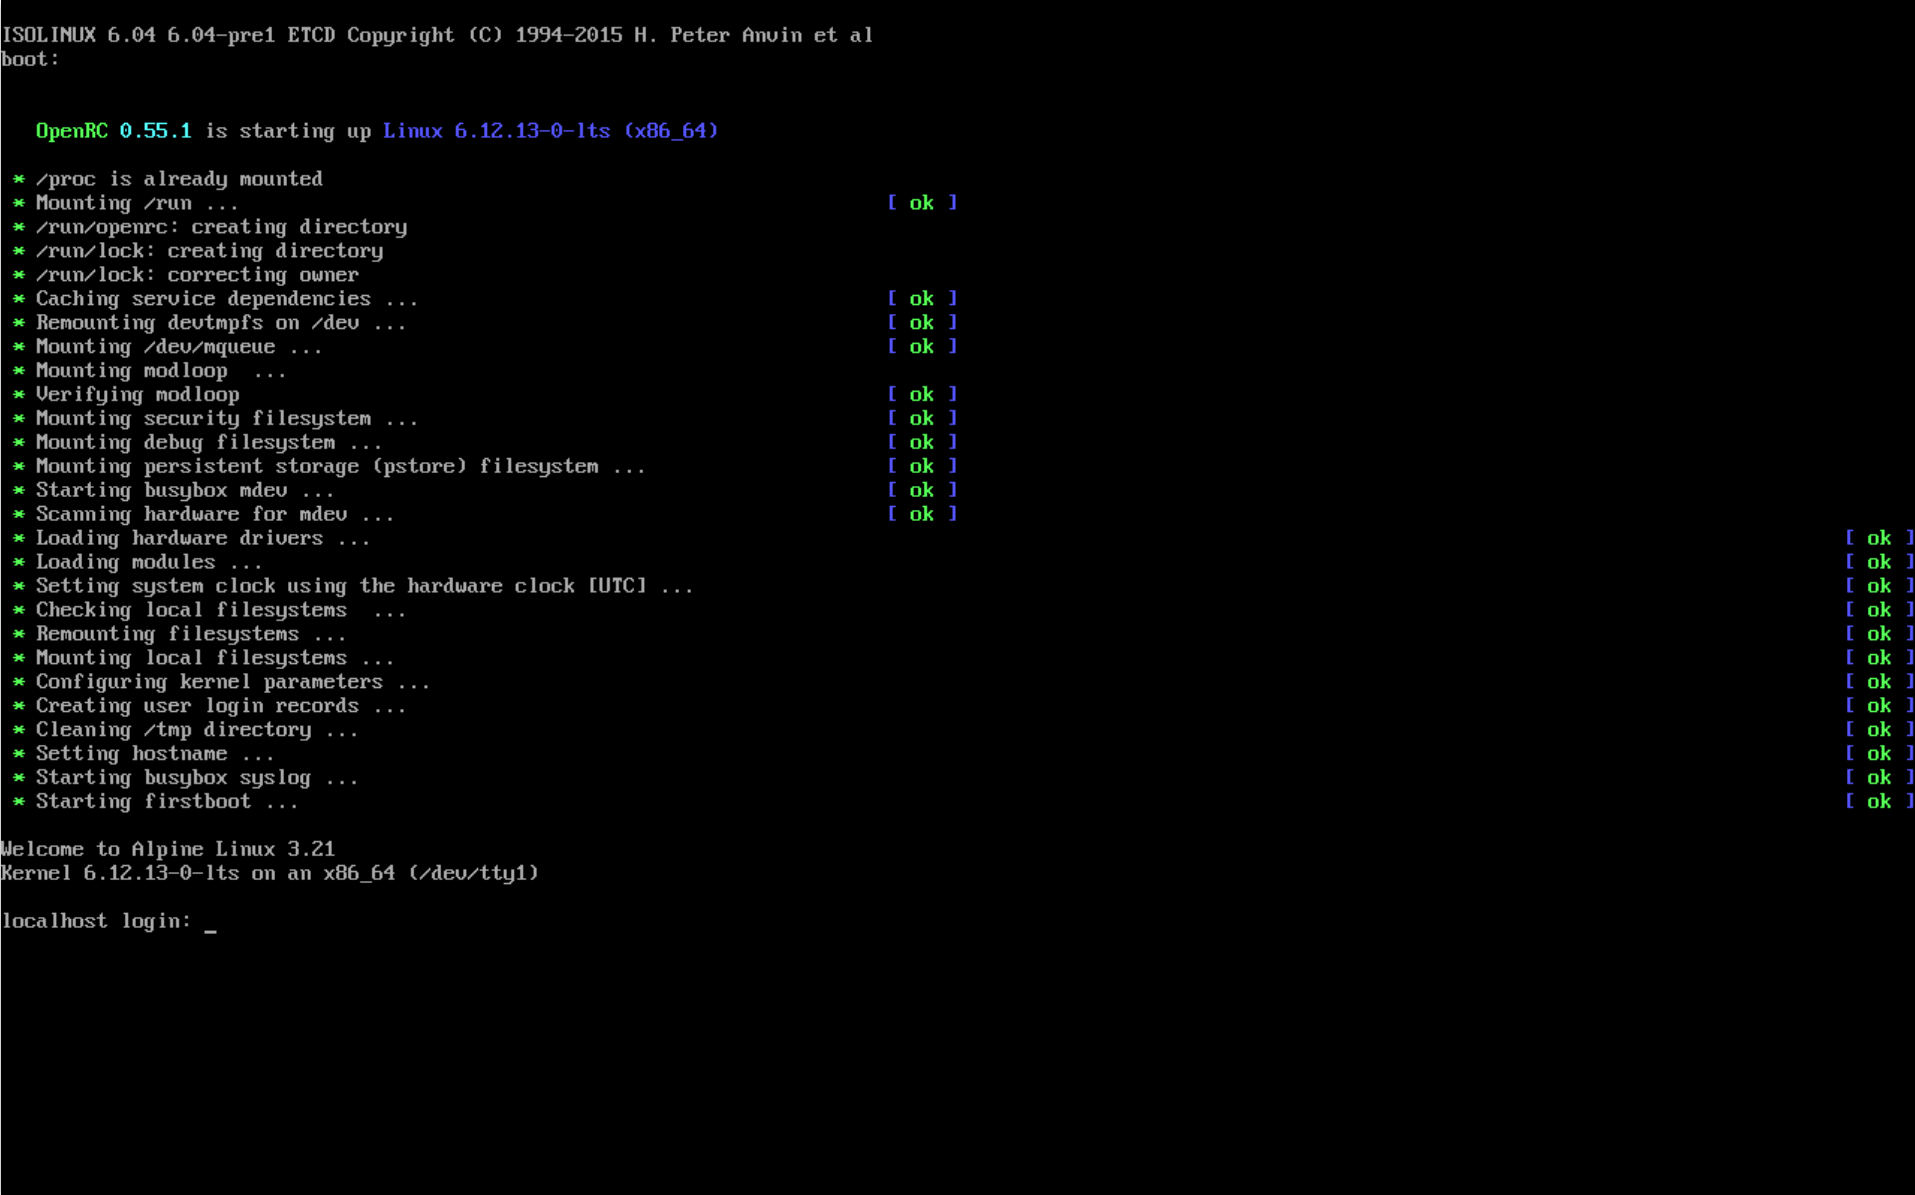 ISOLINUX 6.04 6.04-pre1 ETCD Copyright (C) 1994-2015 H. Peter Anvin et al
boot:
OpenRC 0.55.1 is starting up Linux 6.12.13-0-lts (x86_64)
* /proc is already mounted
* Mounting /run ... [ ok ]
* /run/openrc: creating directory
* /run/lock: creating directory
* /run/lock: correcting owner
* Caching service dependencies ... [ ok ]
* Remounting devtmpfs on /dev ... [ ok ]
* Mounting /dev/mqueue ... [ ok ]
* Mounting modloop  ...
* Verifying modloop [ ok ]
* Mounting security filesystem ... [ ok ]
* Mounting debug filesystem ... [ ok ]
* Mounting persistent storage (pstore) filesystem ... [ ok ]
* Starting busybox mdev ... [ ok ]
* Scanning hardware for mdev ... [ ok ]
* Loading hardware drivers ... [ ok ]
* Loading modules ... [ ok ]
* Setting system clock using the hardware clock [UTC] ... [ ok ]
* Checking local filesystems  ... [ ok ]
* Remounting filesystems ... [ ok ]
* Mounting local filesystems ... [ ok ]
* Configuring kernel parameters ... [ ok ]
* Creating user login records ... [ ok ]
* Cleaning /tmp directory ... [ ok ]
* Setting hostname ... [ ok ]
* Starting busybox syslog ... [ ok ]
* Starting firstboot ... [ ok ]
Welcome to Alpine Linux 3.21
Kernel 6.12.13-0-lts on an x86_64 (/dev/tty1)
localhost login: _